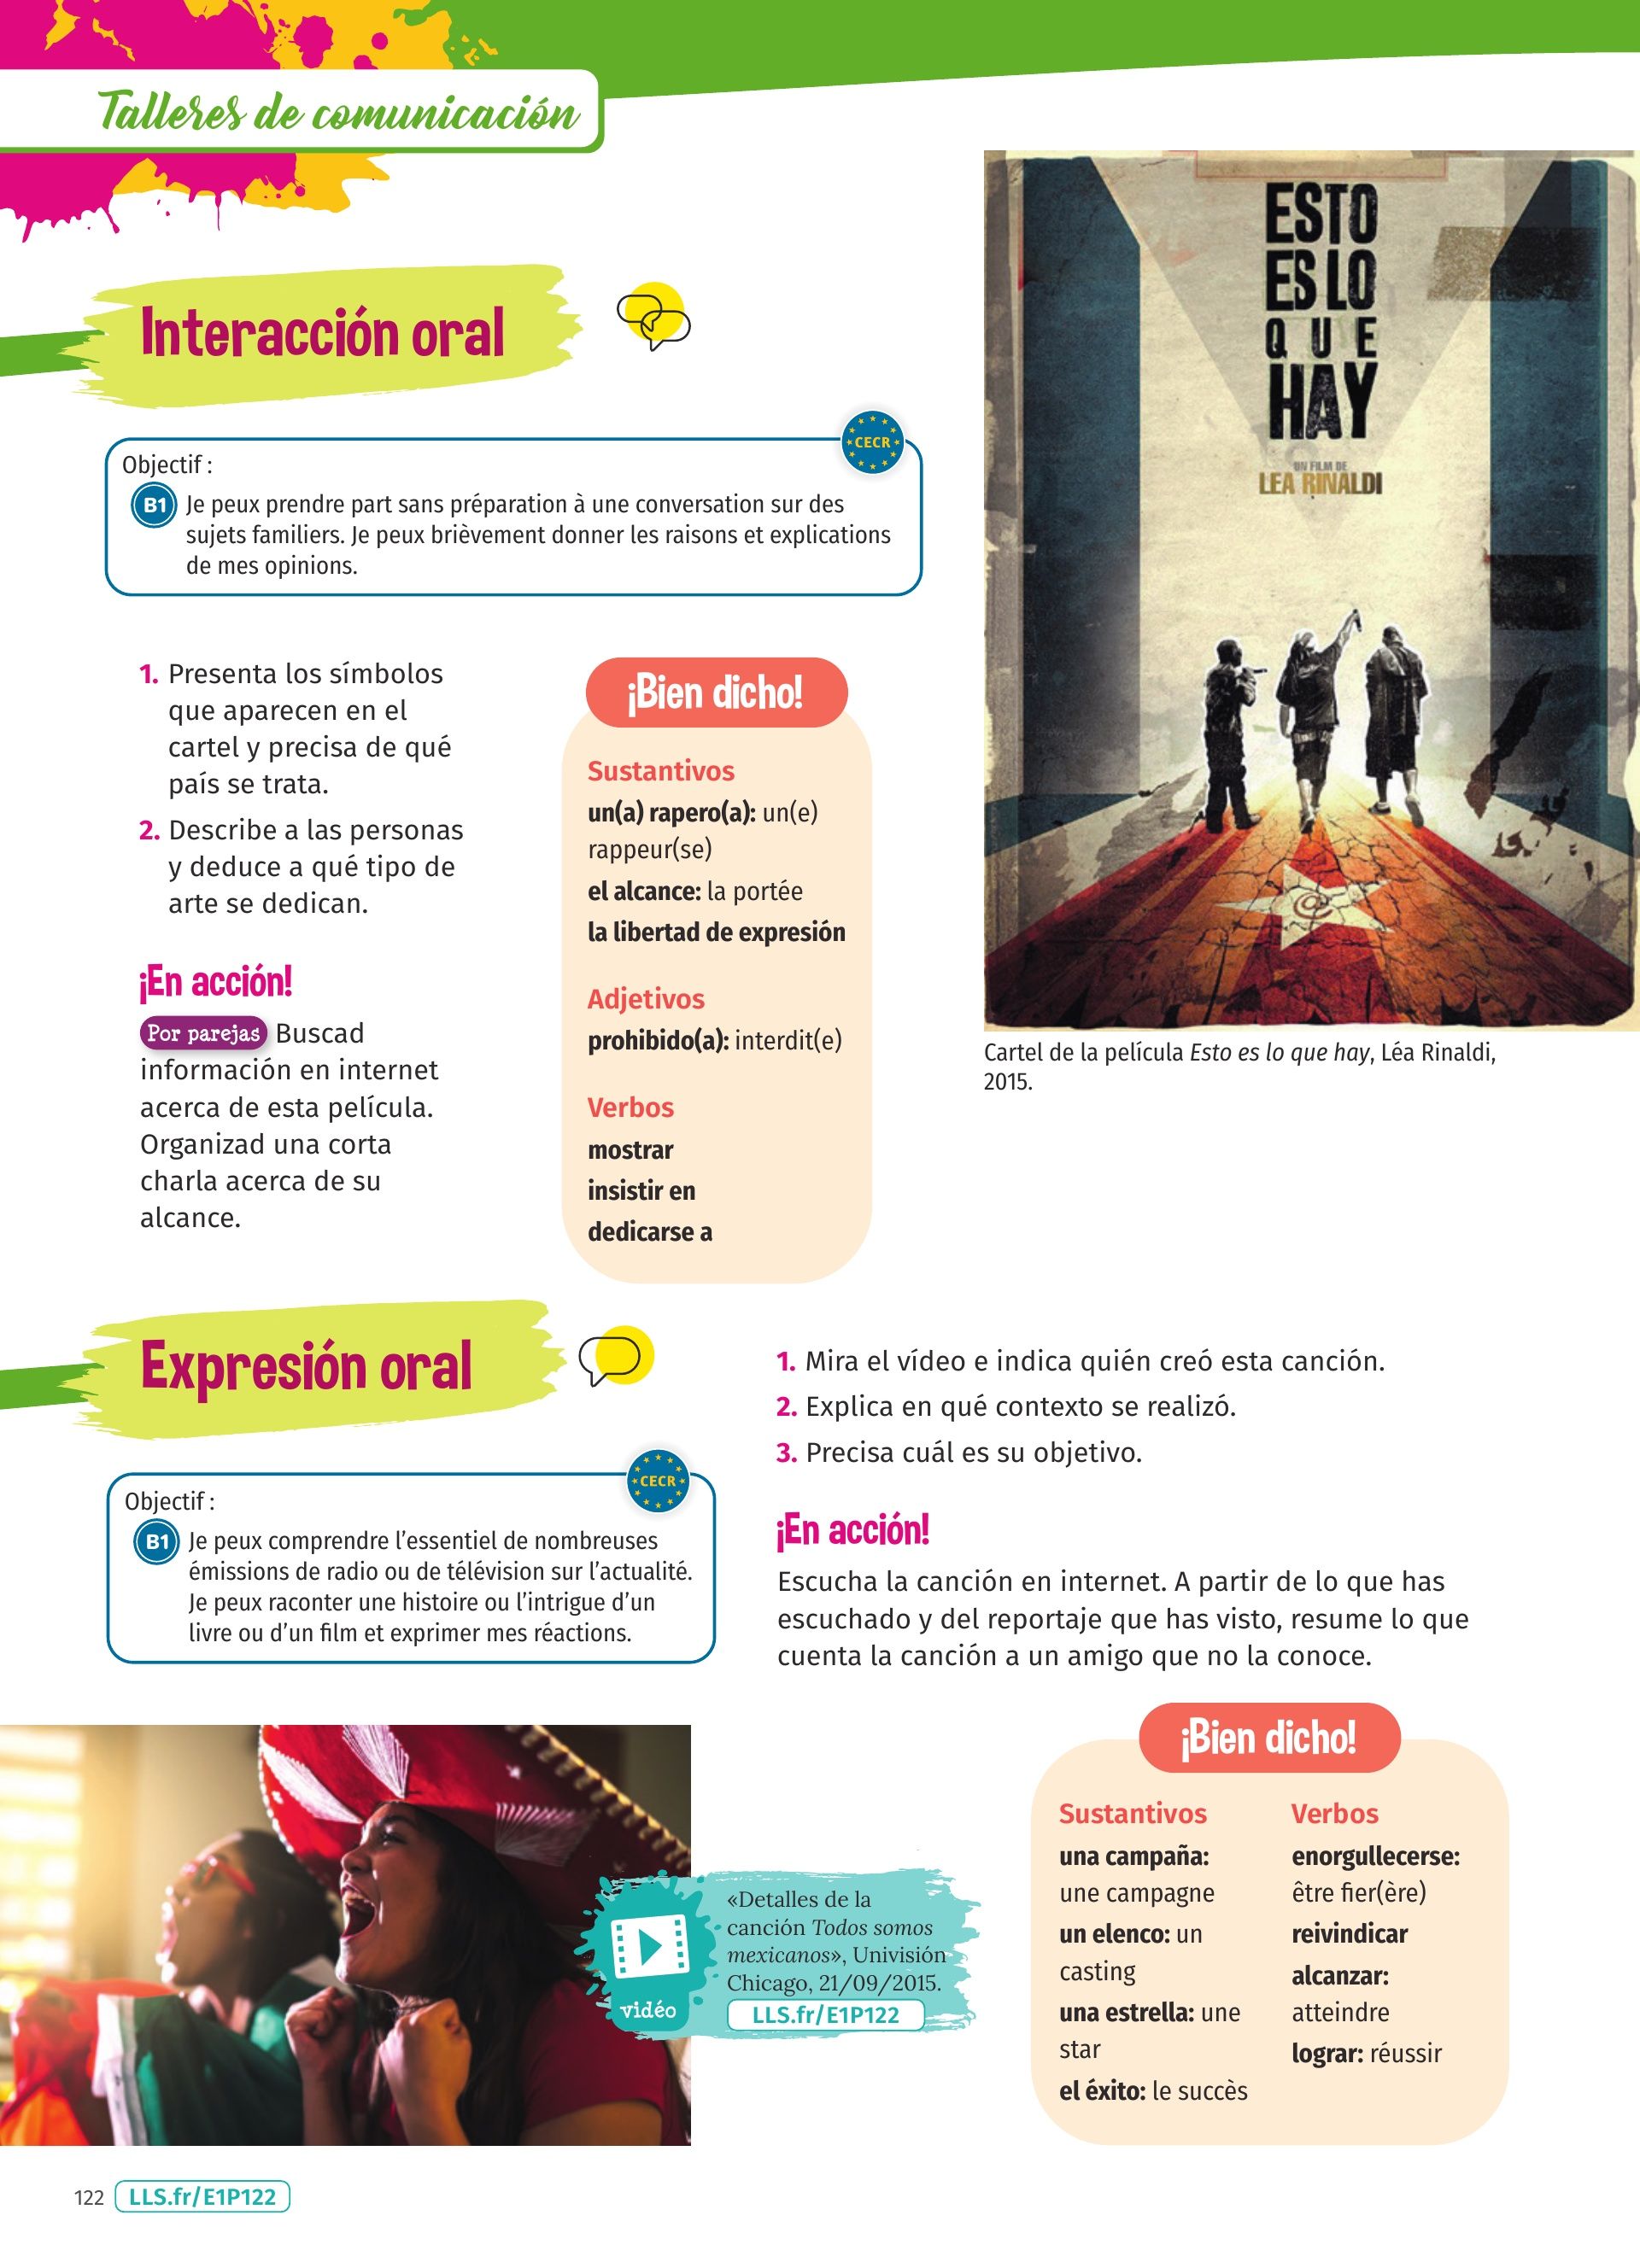 Talleres de comunicación
Interacción oral
CECR
Objectif :
B1 Je peux prendre part sans préparation à une conversation sur des
sujets familiers. Je peux brièvement donner les raisons et explications
de mes opinions.
1. Presenta los símbolos
que aparecen en el
cartel y precisa de qué
país se trata.
2. Describe a las personas
y deduce a qué tipo de
arte se dedican.
¡En acción!
Por parejas Buscad
información en internet
acerca de esta película.
Organizad una corta
charla acerca de su
alcance.
¡Bien dicho!
Sustantivos
un(a) rapero(a): un(e)
rappeur(se)
el alcance: la portée
la libertad de expresión
Adjetivos
prohibido(a): interdit(e)
Verbos
mostrar
insistir en
dedicarse a
ESTO
ES LO
QUE
HAY
UN FILM DE
LEA RINALDI
@
Cartel de la película Esto es lo que hay, Léa Rinaldi,
2015.
Expresión oral
CECR
Objectif :
B1 Je peux comprendre l’essentiel de nombreuses
émissions de radio ou de télévision sur l’actualité.
Je peux raconter une histoire ou l’intrigue d’un
livre ou d’un film et exprimer mes réactions.
1. Mira el vídeo e indica quién creó esta canción.
2. Explica en qué contexto se realizó.
3. Precisa cuál es su objetivo.
¡En acción!
Escucha la canción en internet. A partir de lo que has
escuchado y del reportaje que has visto, resume lo que
cuenta la canción a un amigo que no la conoce.
vidéo
«Detalles de la
canción Todos somos
mexicanos», Univisión
Chicago, 21/09/2015.
LLS.fr/E1P122
¡Bien dicho!
Sustantivos
una campaña:
une campagne
un elenco: un
casting
una estrella: une
star
el éxito: le succès
Verbos
enorgullecerse:
être fier(ère)
reivindicar
alcanzar:
atteindre
lograr: réussir
122 LLS.fr/E1P122